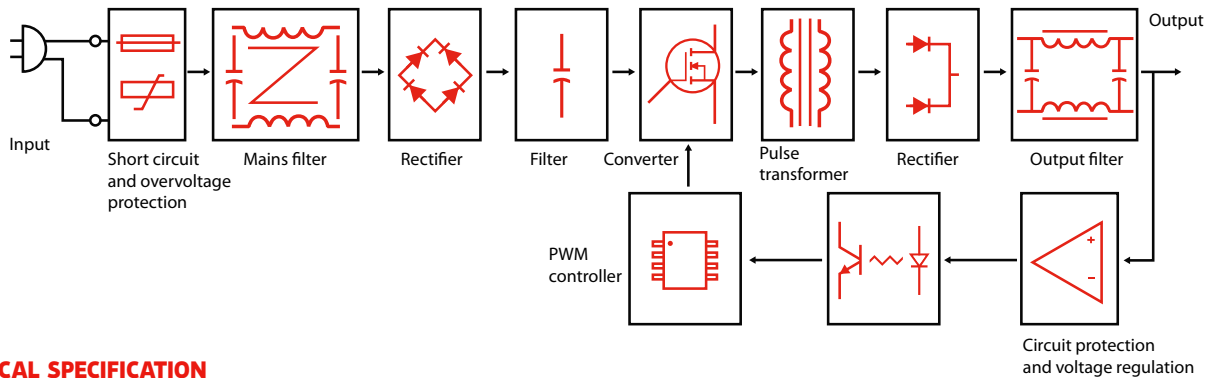 Output
Input
Short circuit
and overvoltage
protection
Mains filter
Rectifier
Filter
Converter
Pulse
transformer
Rectifier
Output filter
PWM
controller
+
−
Circuit protection
and voltage regulation
CAL SPECIFICATION